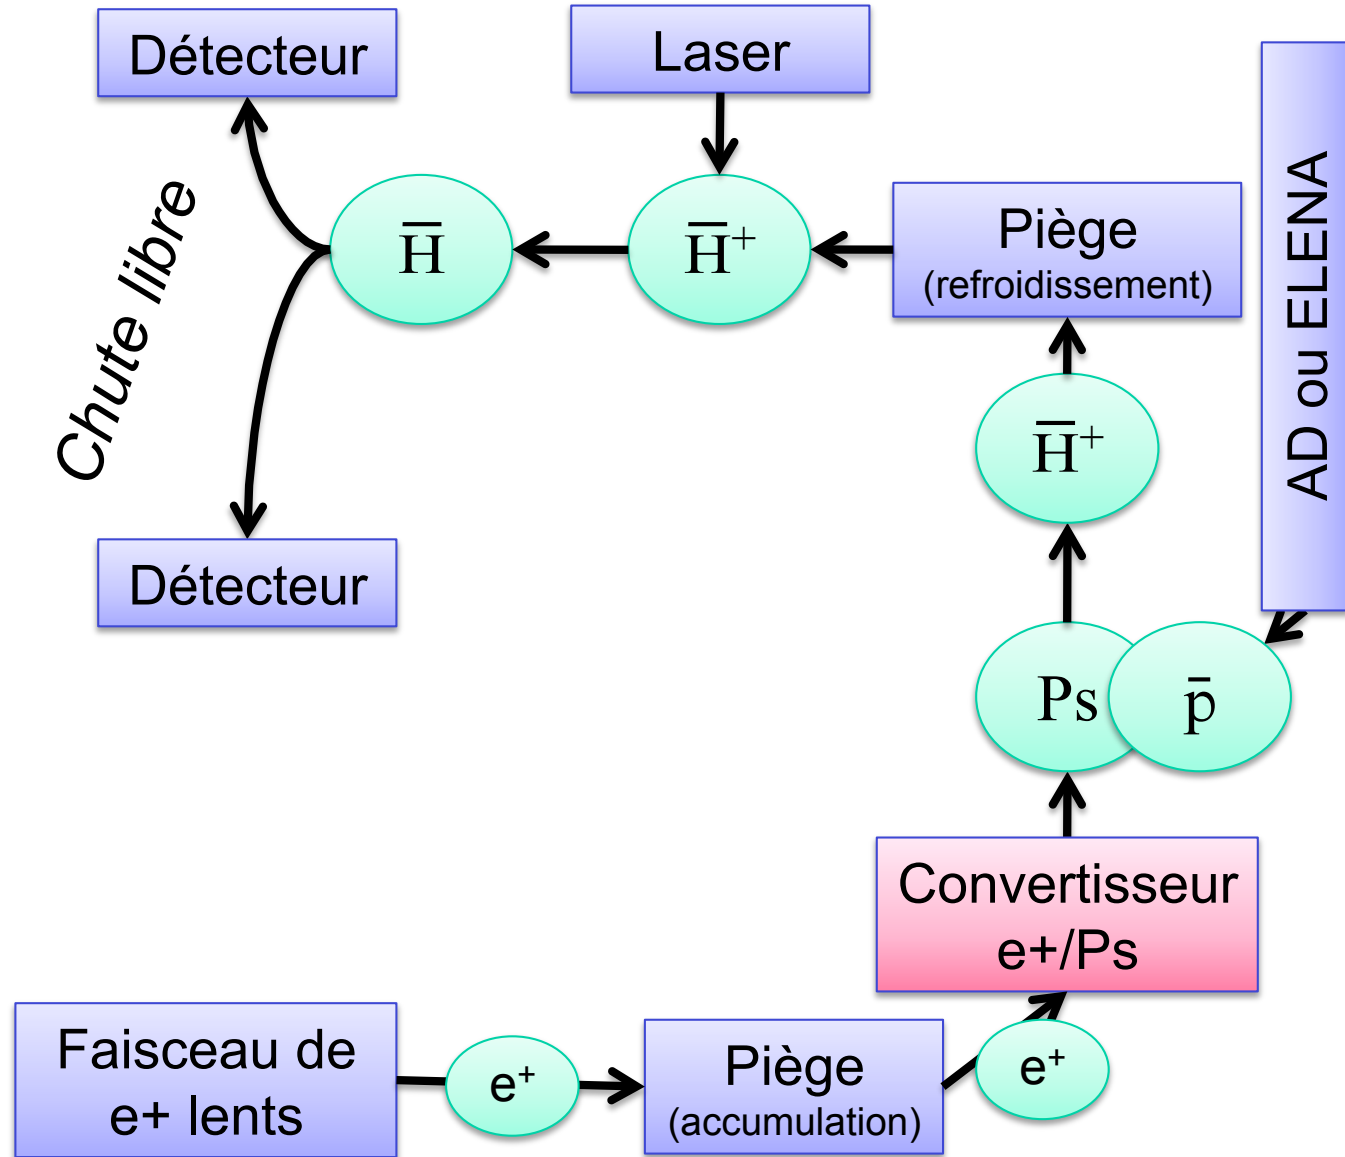 Détecteur
Laser
AD ou ELENA
Chute libre
H̅
H̅⁺
Piège
(refroidissement)
H̅⁺
Détecteur
Ps
p̄
Convertisseur
e+/Ps
Faisceau de
e+ lents
e⁺
Piège
(accumulation)
e⁺